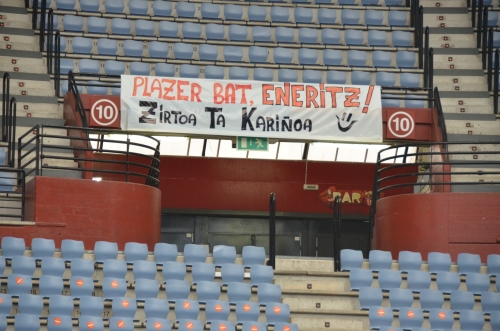 PLAZER BAT, ENERITZ!
ZIRTOA TA KARIÑOA
10
10